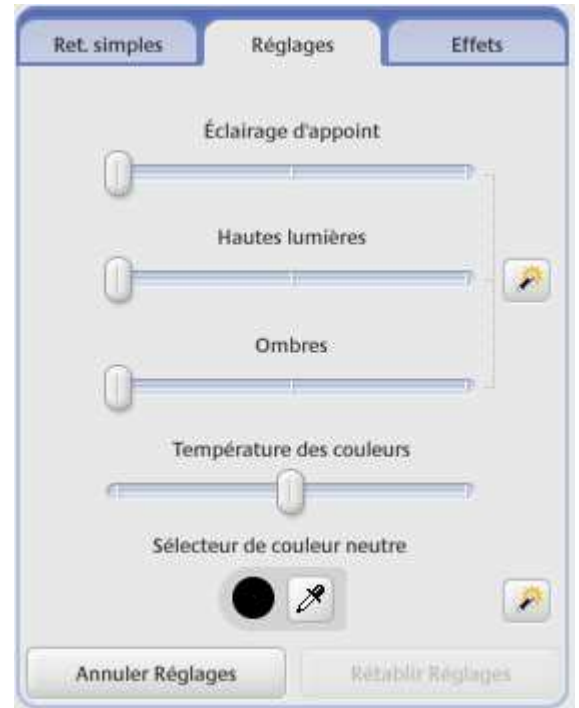 Ret. simples Réglages Effets
Éclairage d'appoint
Hautes lumières
Ombres
Température des couleurs
Sélecteur de couleur neutre
Annuler Réglages Rétablir Réglages